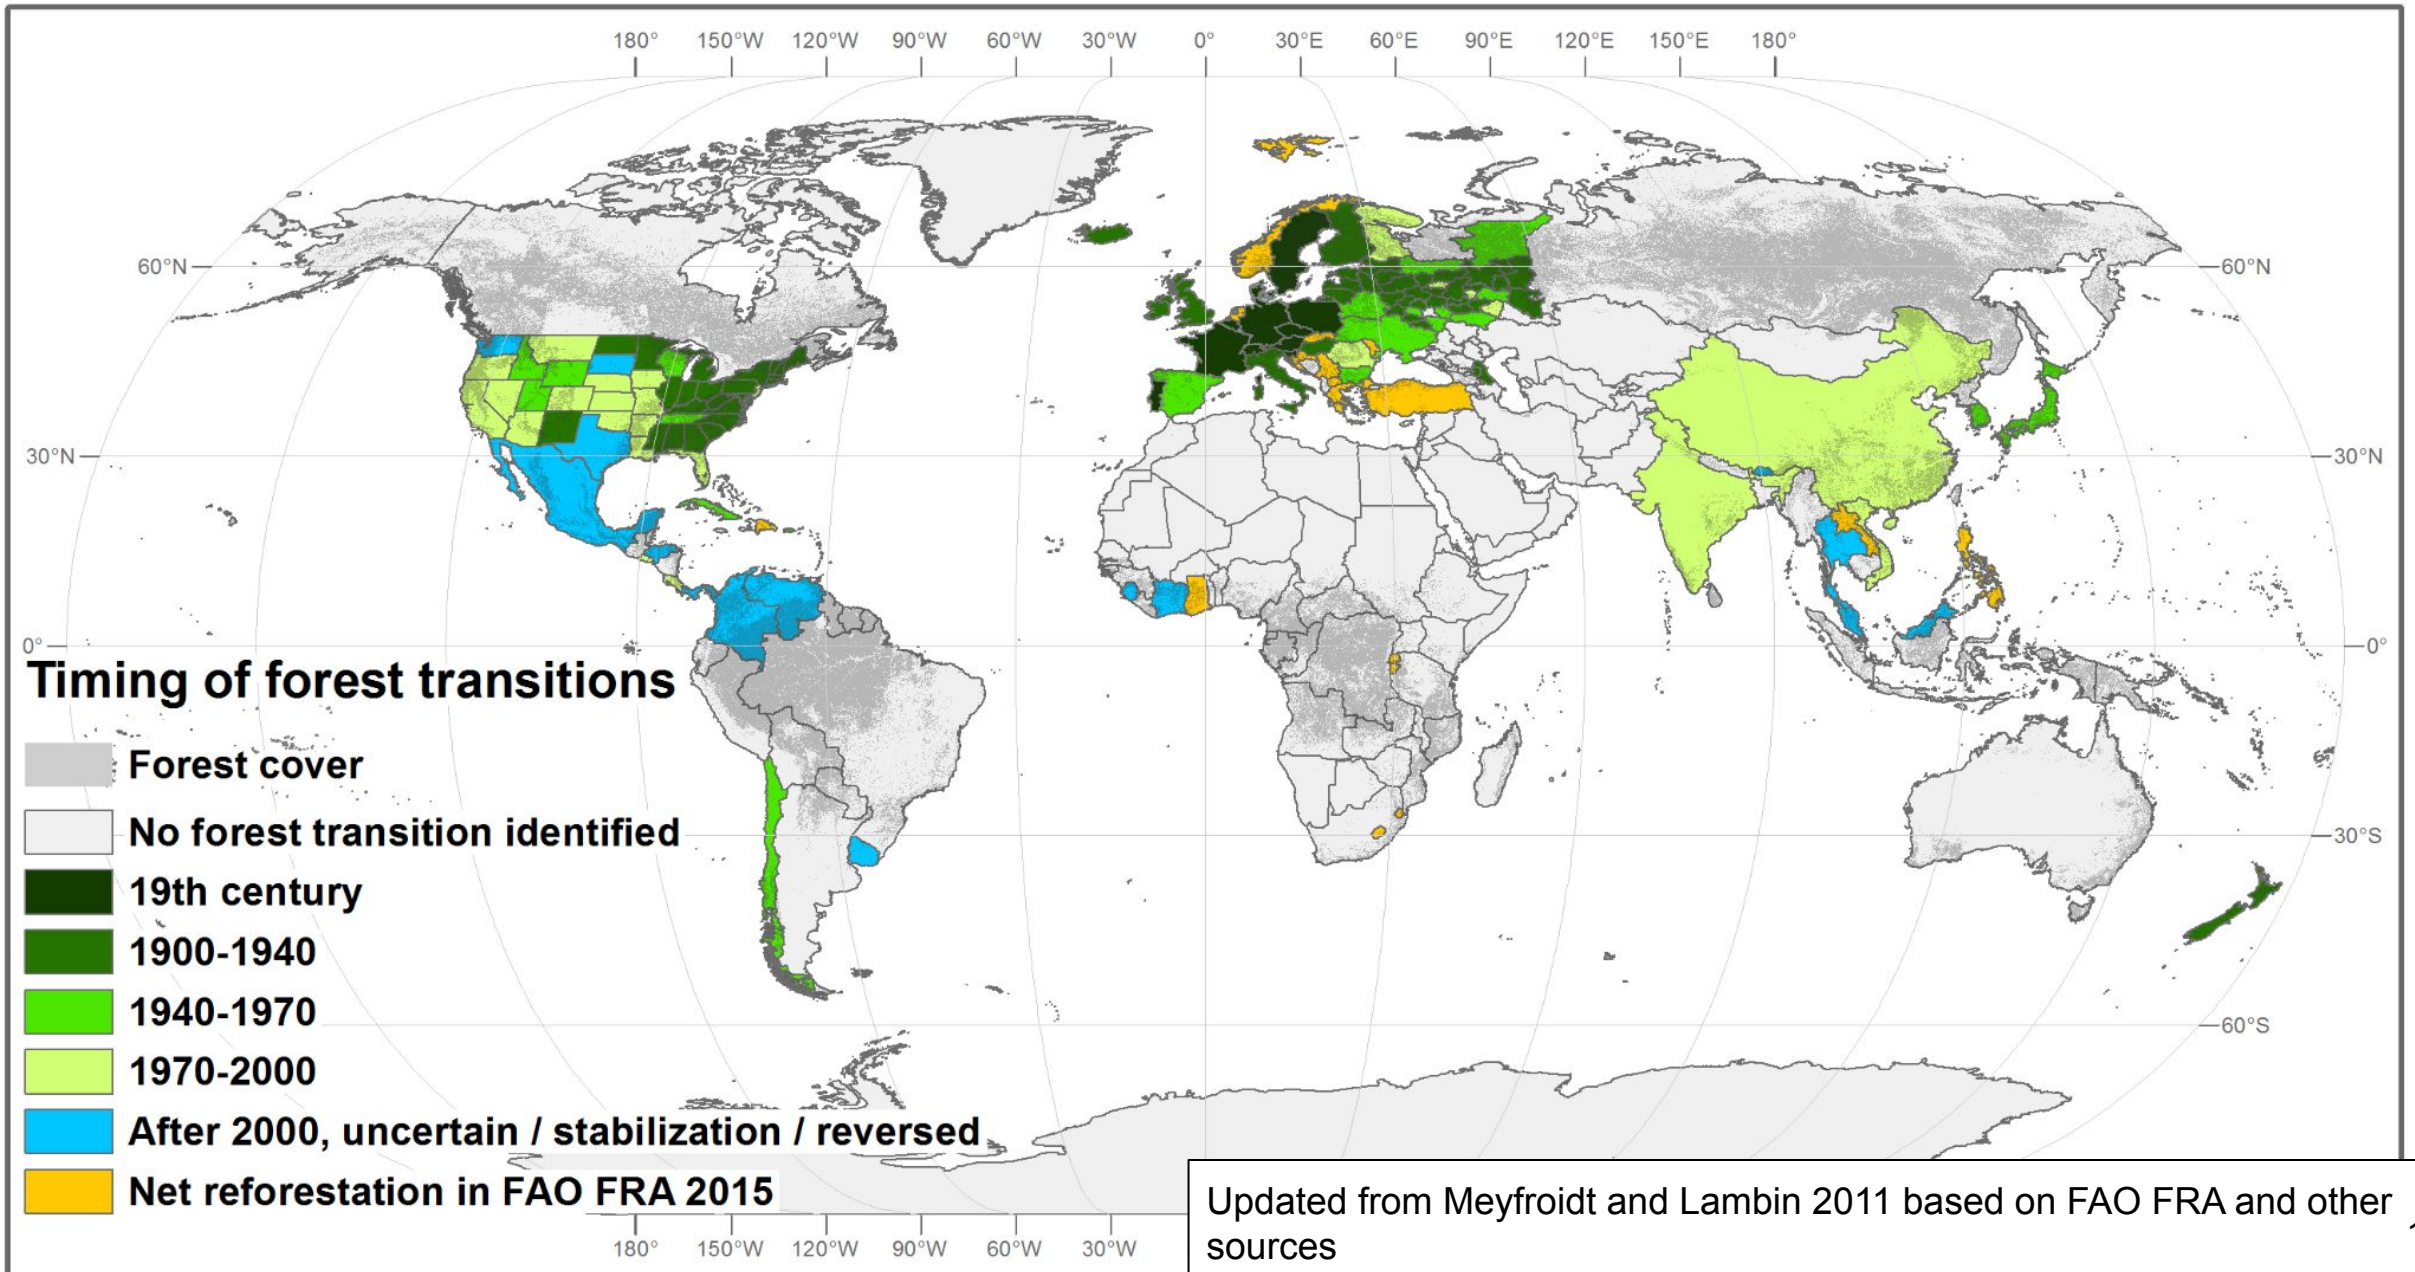 180° 150°W 120°W 90°W 60°W 30°W 0° 30°E 60°E 90°E 120°E 150°E 180°
60°N 60°N
30°N 30°N
0° 0°
Timing of forest transitions
Forest cover
No forest transition identified
30°S
19th century
1900-1940
1940-1970
60°S
1970-2000
After 2000, uncertain / stabilization / reversed
Net reforestation in FAO FRA 2015
180° 150°W 120°W 90°W 60°W 30°W
Updated from Meyfroidt and Lambin 2011 based on FAO FRA and other
sources